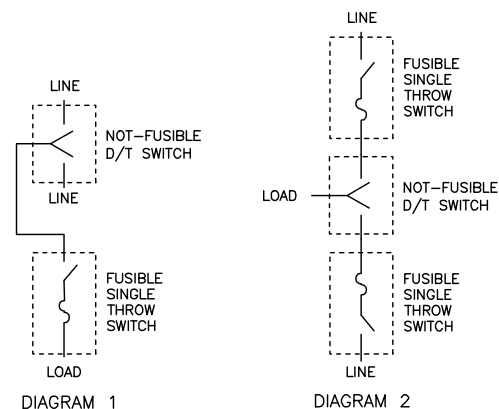 LINE
NOT-FUSIBLE
D/T SWITCH
LINE
FUSIBLE
SINGLE
THROW
SWITCH
LOAD
DIAGRAM 1
LINE
FUSIBLE
SINGLE
THROW
SWITCH
LOAD
NOT-FUSIBLE
D/T SWITCH
FUSIBLE
SINGLE
THROW
SWITCH
LINE
DIAGRAM 2